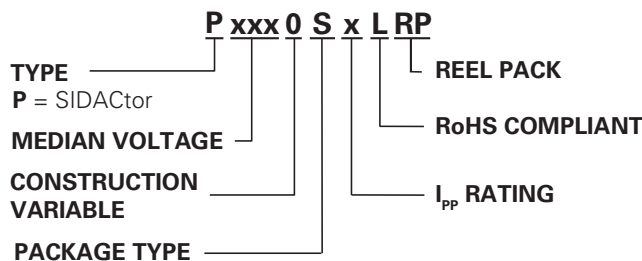 P xxx 0 S x L RP
TYPE
P = SIDACtor
MEDIAN VOLTAGE
CONSTRUCTION
VARIABLE
PACKAGE TYPE
REEL PACK
RoHS COMPLIANT
IPP RATING